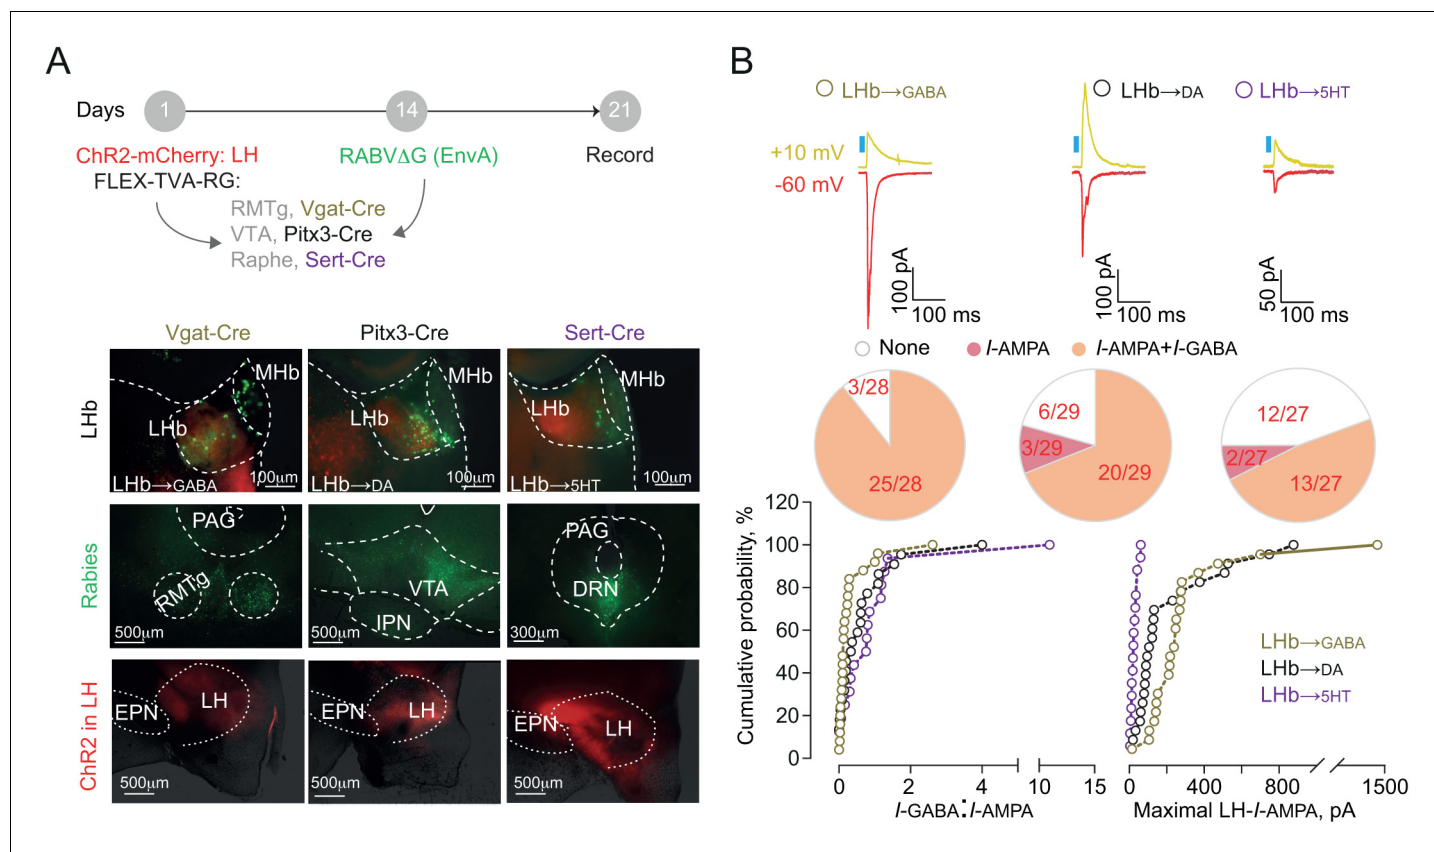 A
Days 1 14 21
ChR2-mCherry: LH
RABVΔG (EnvA)
Record
FLEX-TVA-RG:
RMTg, Vgat-Cre
VTA, Pitx3-Cre
Raphe, Sert-Cre
Vgat-Cre Pitx3-Cre Sert-Cre
LHb
MHb
LHb
LHb→GABA
100μm
MHb
LHb
LHb→DA
100μm
MHb
LHb
LHb→5HT
100μm
Rabies
PAG
RMTg
500μm
VTA
IPN
500μm
PAG
DRN
300μm
ChR2 in LH
EPN
LH
500μm
EPN
LH
500μm
EPN
LH
500μm
B
LHb→GABA LHb→DA LHb→5HT
+10 mV
-60 mV
100 pA
100 ms
100 pA
100 ms
50 pA
100 ms
None I-AMPA I-AMPA+I-GABA
3/28
25/28
6/29
3/29
20/29
12/27
2/27
13/27
Cumulative probability, %
120
100
80
60
40
20
0
0 2 4 10 15
I-GABA:I-AMPA
LHb→GABA
LHb→DA
LHb→5HT
0 400 800 1500
Maximal LH-I-AMPA, pA